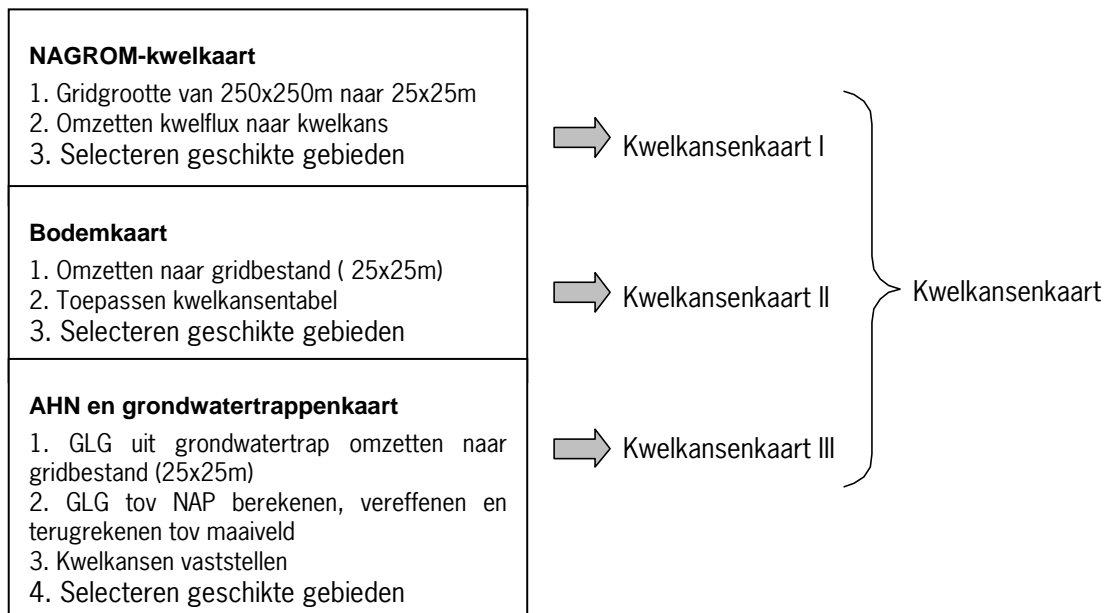 NAGROM-kwelkaart
1. Gridgrootte van 250x250m naar 25x25m
2. Omzetten kwelflux naar kwelkans
3. Selecteren geschikte gebieden
Kwelkansenkaart I
Bodemkaart
1. Omzetten naar gridbestand ( 25x25m)
2. Toepassen kwelkansentabel
3. Selecteren geschikte gebieden
Kwelkansenkaart II
Kwelkansenkaart
AHN en grondwatertrappenkaart
1. GLG uit grondwatertrap omzetten naar
gridbestand (25x25m)
2. GLG tov NAP berekenen, vereffenen en
terugrekenen tov maaiveld
3. Kwelkansen vaststellen
4. Selecteren geschikte gebieden
Kwelkansenkaart III